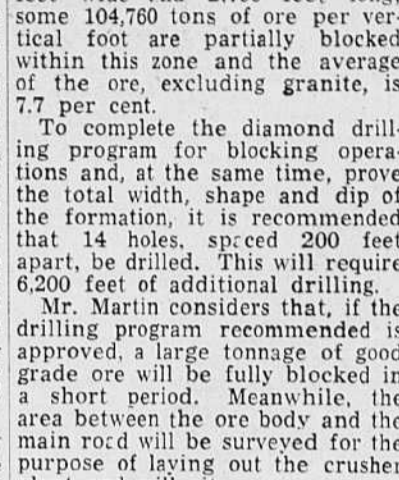 some 104,760 tons of ore per ver-
tical foot are partially blocked
within this zone and the average
of the ore, excluding granite, is
7.7 per cent.
To complete the diamond drill-
ing program for blocking opera-
tions and, at the same time, prove
the total width, shape and dip of
the formation, it is recommended
that 14 holes, spaced 200 feet
apart, be drilled. This will require
6,200 feet of additional drilling.
Mr. Martin considers that, if the
drilling program recommended is
approved, a large tonnage of good
grade ore will be fully blocked in
a short period. Meanwhile, the
area between the ore body and the
main road will be surveyed for the
purpose of laying out the crusher